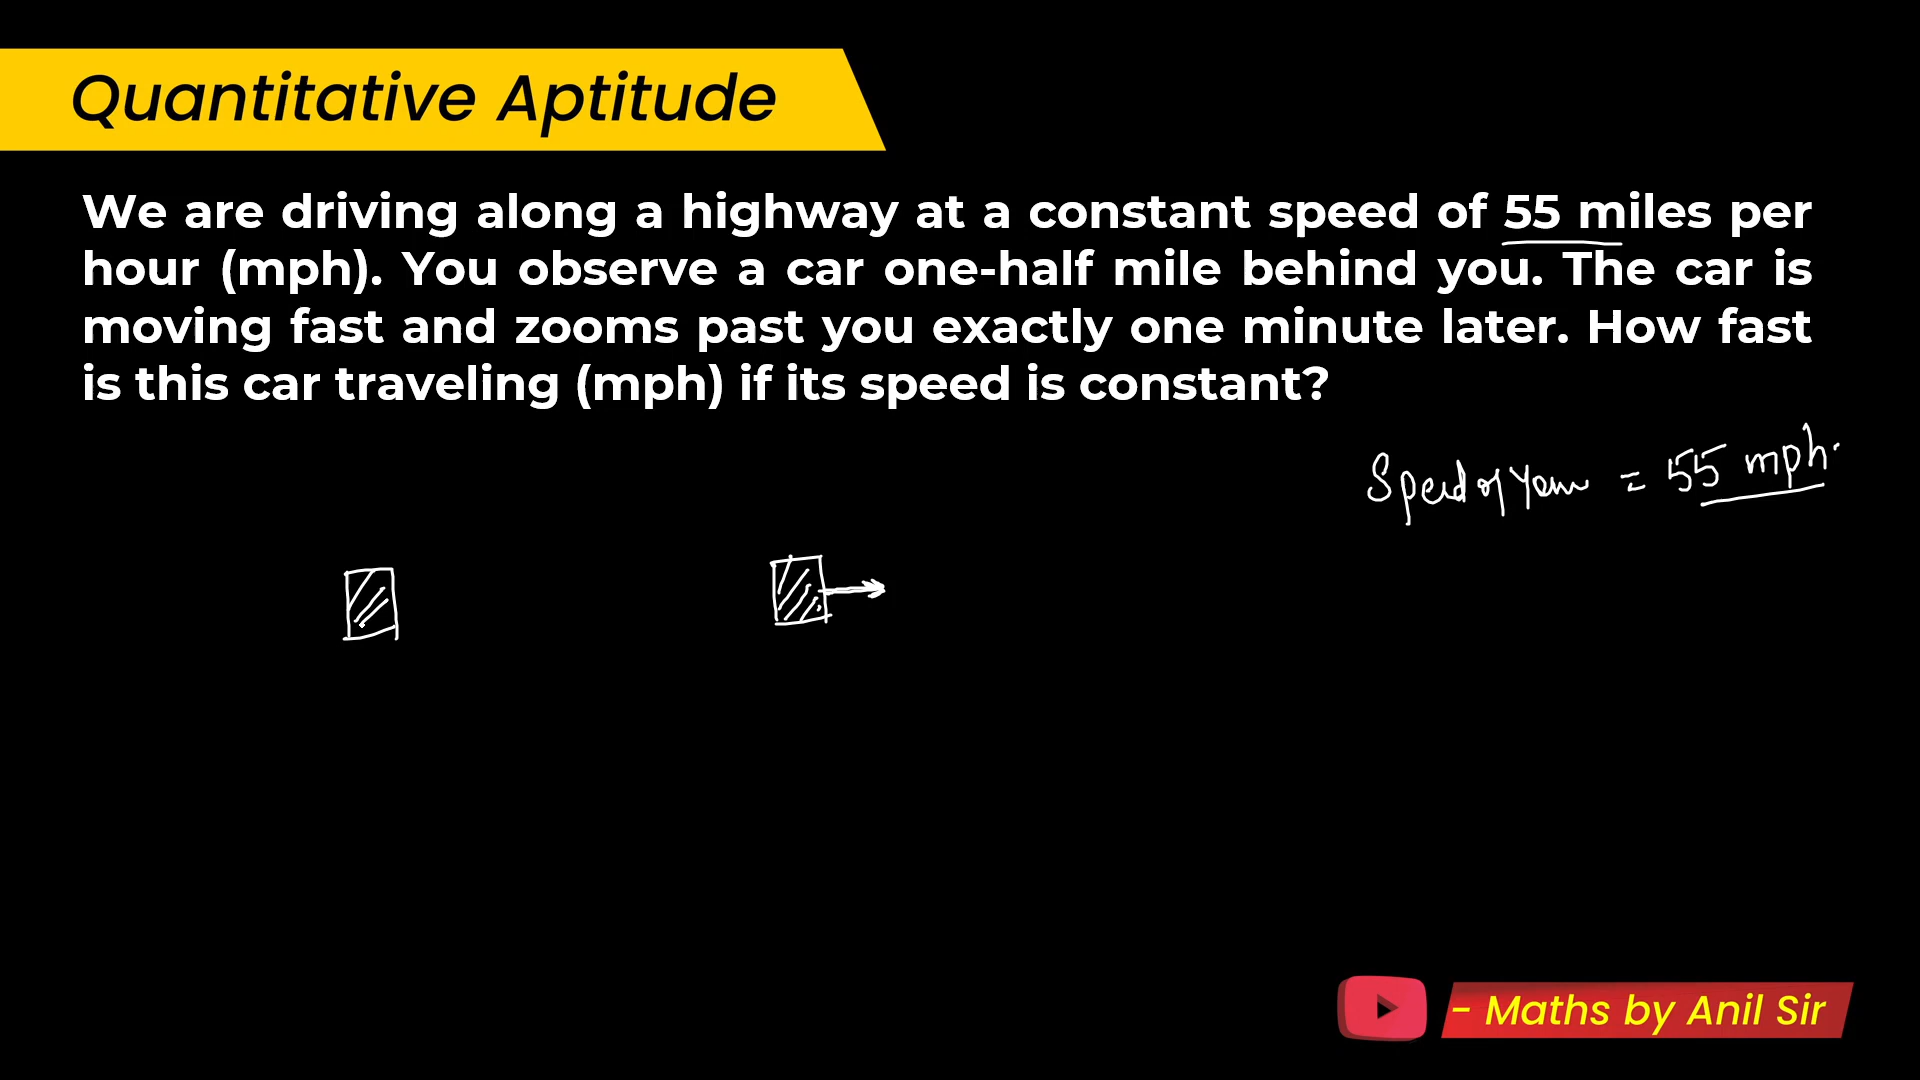 Quantitative Aptitude
We are driving along a highway at a constant speed of 55 miles per
hour (mph). You observe a car one-half mile behind you. The car is
moving fast and zooms past you exactly one minute later. How fast
is this car traveling (mph) if its speed is constant?
Speed of = 55 mph.
- Maths by Anil Sir